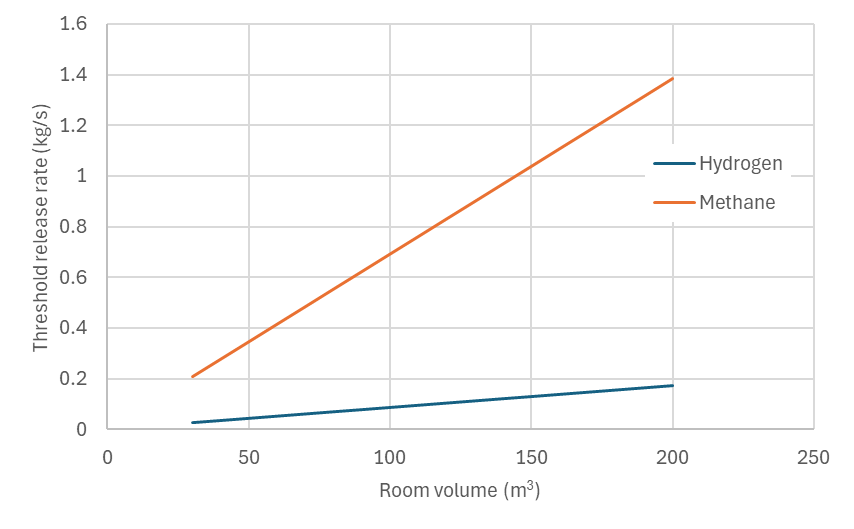 1.6
1.4
1.2
1
0.8
0.6
0.4
0.2
0
Threshold release rate (kg/s)
Hydrogen
Methane
0 50 100 150 200 250
Room volume (m³)